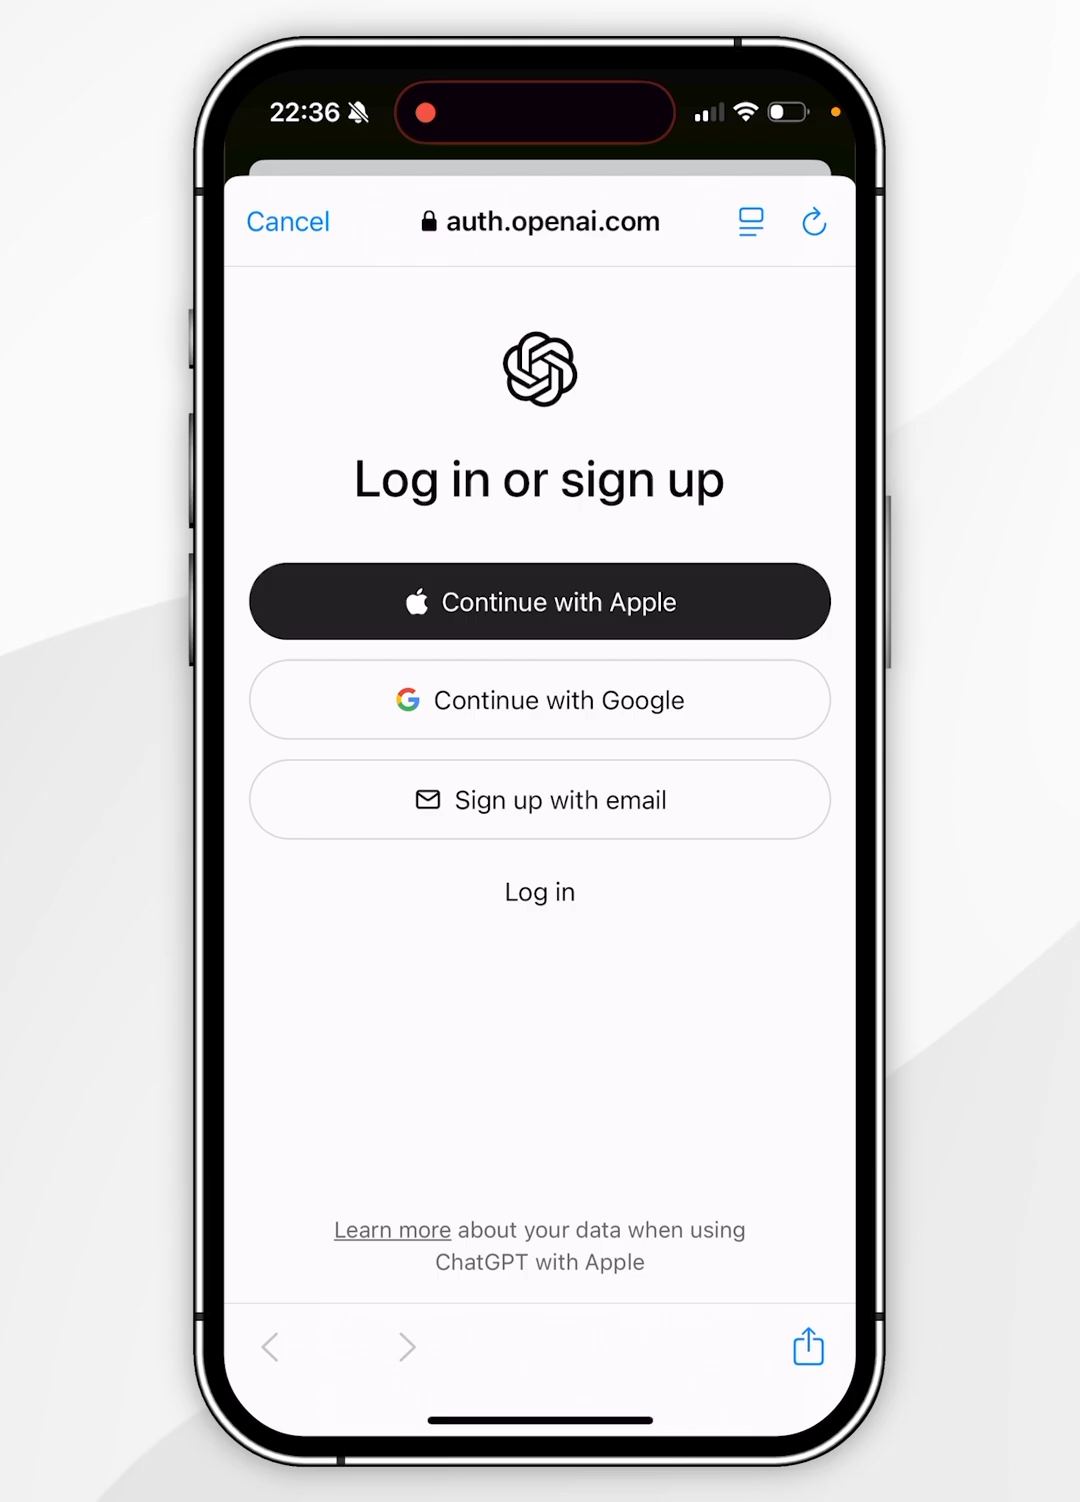 22:36
Cancel
auth.openai.com
Log in or sign up
Continue with Apple
Continue with Google
Sign up with email
Log in
Learn more about your data when using
ChatGPT with Apple